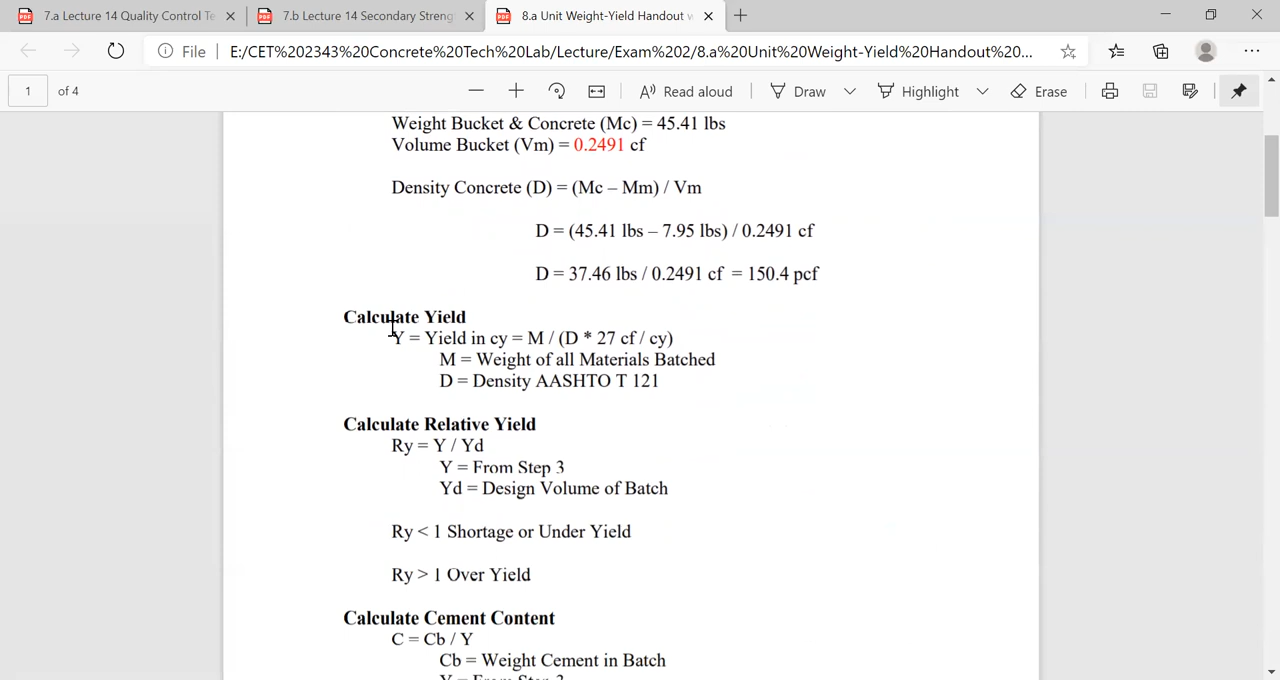 7.a Lecture 14 Quality Control Te
7.b Lecture 14 Secondary Streng
8.a Unit Weight-Yield Handout w
File
E:/CET%202343%20Concrete%20Tech%20Lab/Lecture/Exam%202/8.a%20Unit%20Weight-Yield%20Handout%20...
1
of 4
Read aloud
Draw
Highlight
Erase
Weight Bucket & Concrete (Mc) = 45.41 lbs
Volume Bucket (Vm) = 0.2491 cf
Density Concrete (D) = (Mc – Mm) / Vm
D = (45.41 lbs – 7.95 lbs) / 0.2491 cf
D = 37.46 lbs / 0.2491 cf = 150.4 pcf
Calculate Yield
Y = Yield in cy = M / (D * 27 cf / cy)
M = Weight of all Materials Batched
D = Density AASHTO T 121
Calculate Relative Yield
Ry = Y / Yd
Y = From Step 3
Yd = Design Volume of Batch
Ry < 1 Shortage or Under Yield
Ry > 1 Over Yield
Calculate Cement Content
C = Cb / Y
Cb = Weight Cement in Batch
Y = From Step 3